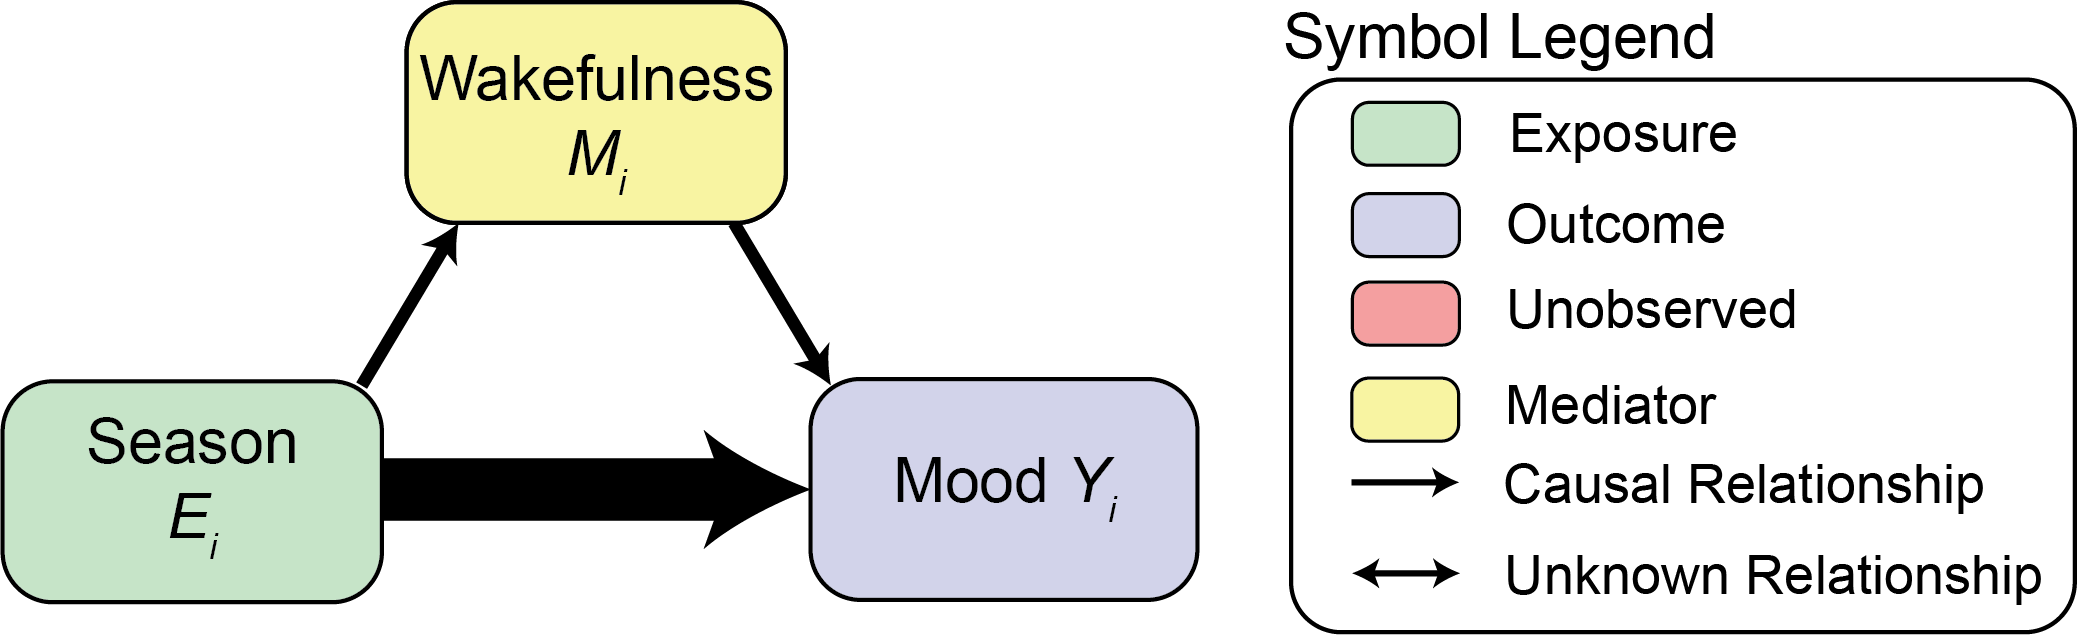 Wakefulness
M_i
Season
E_i
Mood Y_i
Symbol Legend
Exposure
Outcome
Unobserved
Mediator
Causal Relationship
Unknown Relationship